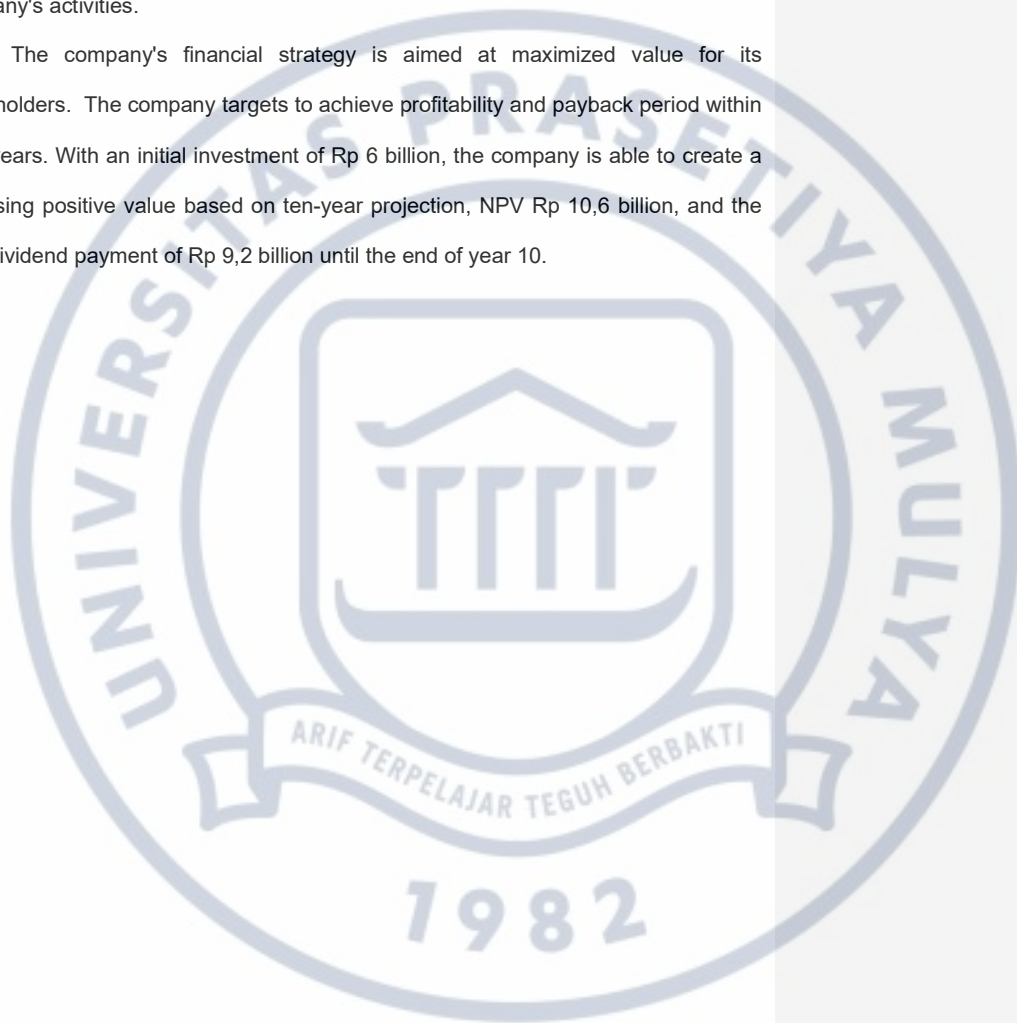 any's activities.
The company's financial strategy is aimed at maximized value for its
holders. The company targets to achieve profitability and payback period within
ears. With an initial investment of Rp 6 billion, the company is able to create a
sing positive value based on ten-year projection, NPV Rp 10,6 billion, and the
ividend payment of Rp 9,2 billion until the end of year 10.
UNIVERSITAS PRASETIYA MULYA
ARIF TERPELAJAR TEGUH BERBAKTI
1982